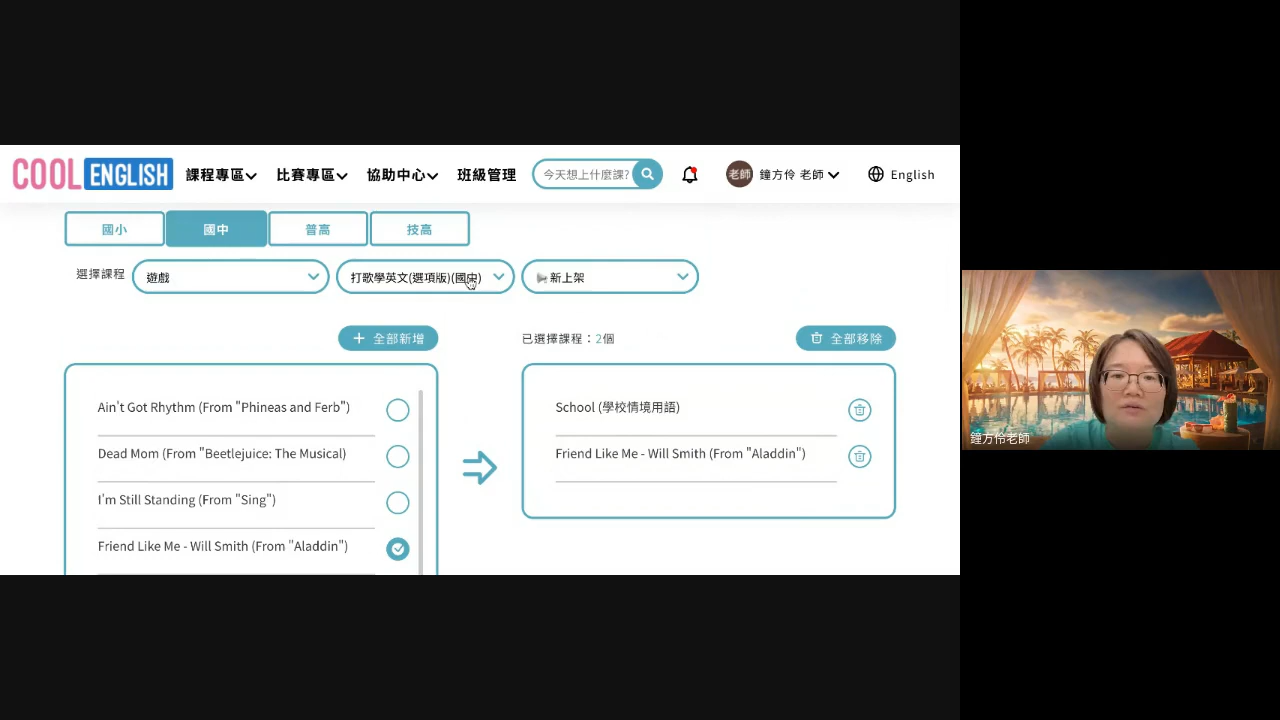 COOL ENGLISH 課程專區 比賽專區 協助中心 班級管理 今天想上什麼課? 老師 鐘方伶 老師 English
國小 國中 普高 技高
選擇課程 遊戲 打歌學英文(選項版)(國中) 新上架
全部新增 已選擇課程:2個 全部移除
Ain't Got Rhythm (From "Phineas and Ferb")
Dead Mom (From "Beetlejuice: The Musical)
I'm Still Standing (From "Sing")
Friend Like Me - Will Smith (From "Aladdin")
School (學校情境用語)
Friend Like Me - Will Smith (From "Aladdin")
鐘方伶老師